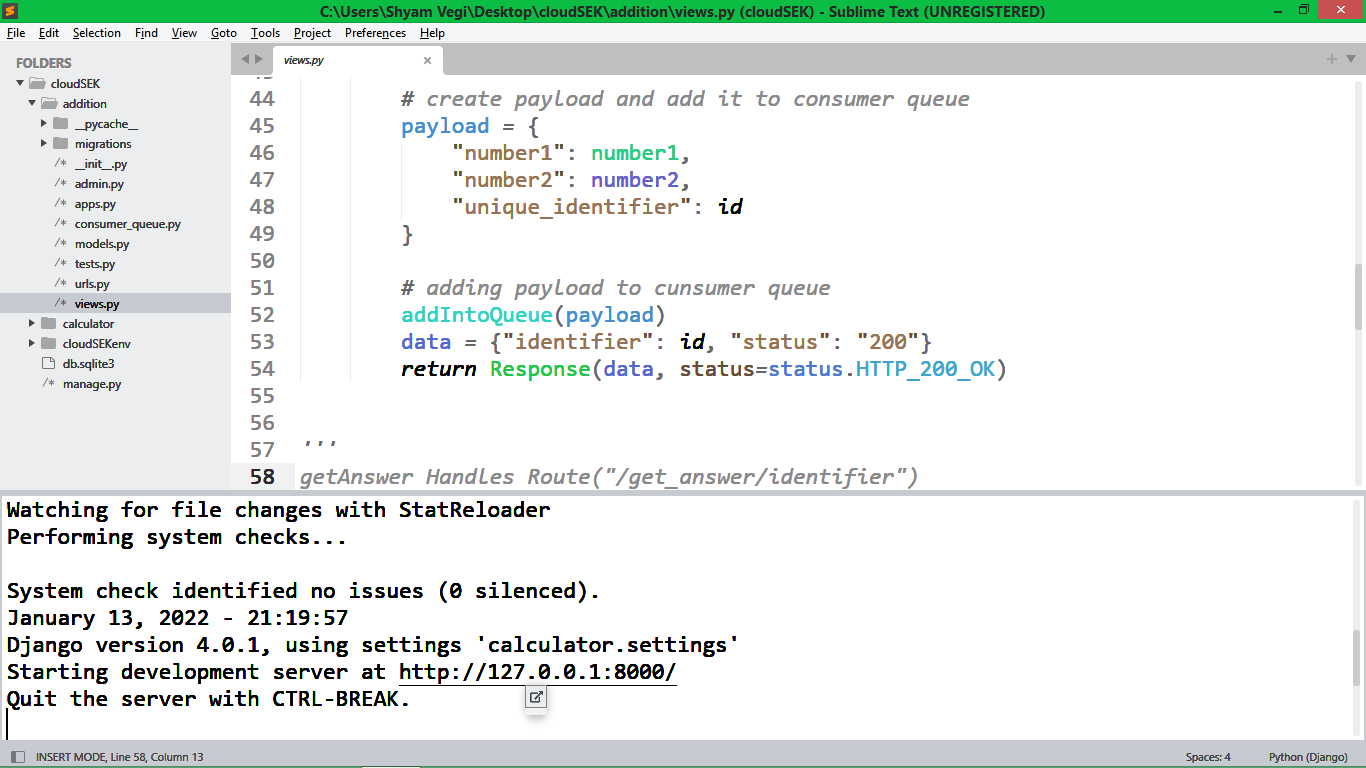 C:\Users\Shyam Vegi\Desktop\cloudSEK\addition\views.py (cloudSEK) - Sublime Text (UNREGISTERED)
File Edit Selection Find View Goto Tools Project Preferences Help
FOLDERS
cloudSEK
addition
__pycache__
migrations
/* __init__.py
/* admin.py
/* apps.py
/* consumer_queue.py
/* models.py
/* tests.py
/* urls.py
/* views.py
calculator
cloudSEKenv
db.sqlite3
/* manage.py
views.py ×
44 # create payload and add it to consumer queue
45 payload = {
46 "number1": number1,
47 "number2": number2,
48 "unique_identifier": id
49 }
50
51 # adding payload to cunsumer queue
52 addIntoQueue(payload)
53 data = {"identifier": id, "status": "200"}
54 return Response(data, status=status.HTTP_200_OK)
55
56
57 '''
58 getAnswer Handles Route("/get_answer/identifier")
Watching for file changes with StatReloader
Performing system checks...
System check identified no issues (0 silenced).
January 13, 2022 - 21:19:57
Django version 4.0.1, using settings 'calculator.settings'
Starting development server at http://127.0.0.1:8000/
Quit the server with CTRL-BREAK.
INSERT MODE, Line 58, Column 13
Spaces: 4 Python (Django)